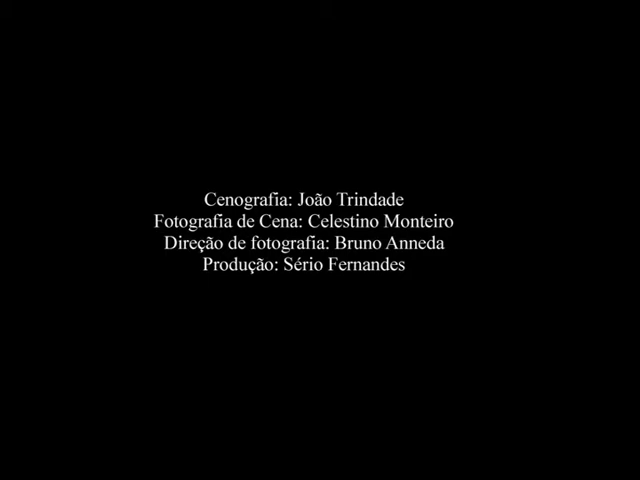 Cenografia: João Trindade
Fotografia de Cena: Celestino Monteiro
Direção de fotografia: Bruno Anneda
Produção: Sério Fernandes